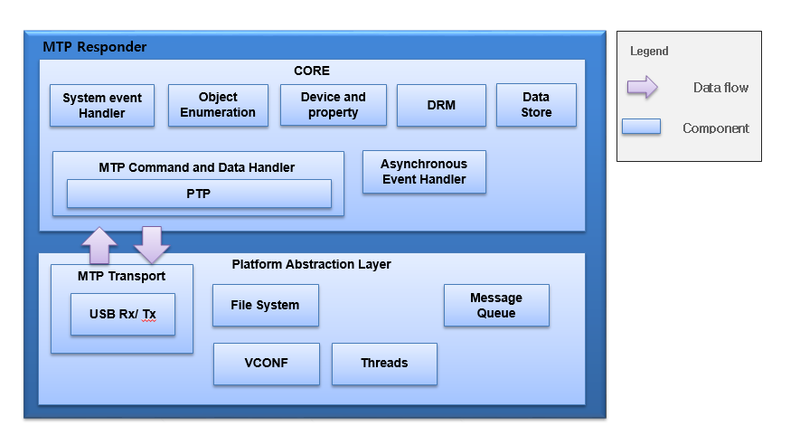 MTP Responder
CORE
System event
Handler
Object
Enumeration
Device and
property
DRM
Data
Store
MTP Command and Data Handler
PTP
Asynchronous
Event Handler
Platform Abstraction Layer
MTP Transport
USB Rx/ Tx
File System
Message
Queue
VCONF
Threads
Legend
Data flow
Component